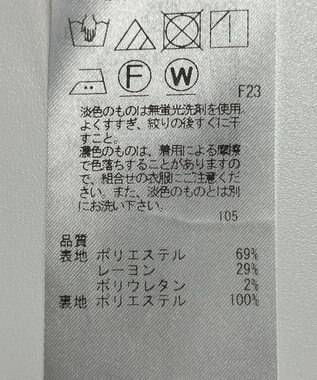 F W
F23
淡色のものは無蛍光洗剤を使用
よくすすぎ、絞りの後すぐに干
すこと。
濃色のものは、着用による摩擦
で色落ちすることがありますの
で、組合せの衣服にご注意くださ
い。また、淡色のものとは別
にお洗い下さい。
105
品質
表地 ポリエステル 69%
レーヨン 29%
ポリウレタン 2%
裏地 ポリエステル 100%